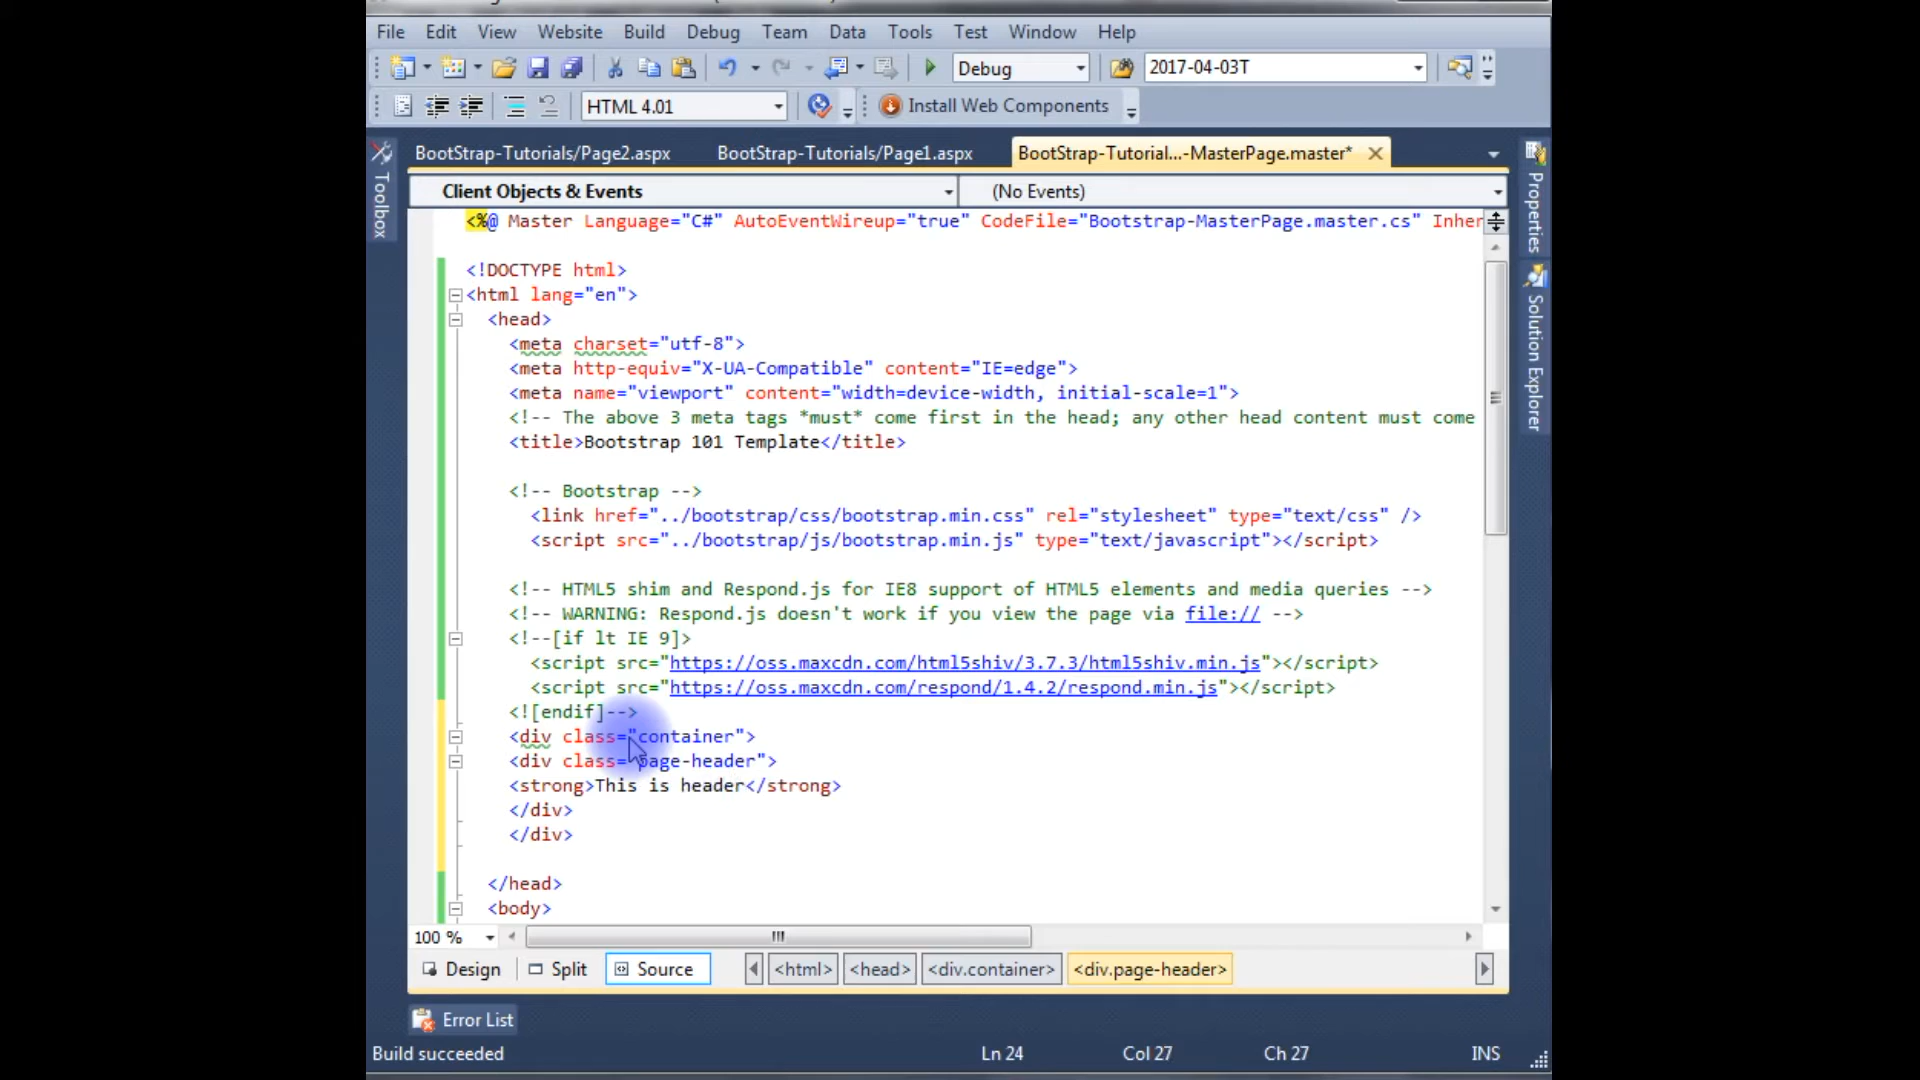 File Edit View Website Build Debug Team Data Tools Test Window Help
Debug 2017-04-03T
HTML 4.01 Install Web Components
BootStrap-Tutorials/Page2.aspx BootStrap-Tutorials/Page1.aspx BootStrap-Tutorial...-MasterPage.master*
Toolbox
Client Objects & Events (No Events)
<%@ Master Language="C#" AutoEventWireup="true" CodeFile="Bootstrap-MasterPage.master.cs" Inher
<!DOCTYPE html>
<html lang="en">
<head>
<meta charset="utf-8">
<meta http-equiv="X-UA-Compatible" content="IE=edge">
<meta name="viewport" content="width=device-width, initial-scale=1">
<!-- The above 3 meta tags *must* come first in the head; any other head content must come
<title>Bootstrap 101 Template</title>
<!-- Bootstrap -->
<link href="../bootstrap/css/bootstrap.min.css" rel="stylesheet" type="text/css" />
<script src="../bootstrap/js/bootstrap.min.js" type="text/javascript"></script>
<!-- HTML5 shim and Respond.js for IE8 support of HTML5 elements and media queries -->
<!-- WARNING: Respond.js doesn't work if you view the page via file:// -->
<!--[if lt IE 9]>
<script src="https://oss.maxcdn.com/html5shiv/3.7.3/html5shiv.min.js"></script>
<script src="https://oss.maxcdn.com/respond/1.4.2/respond.min.js"></script>
<![endif]-->
<div class="container">
<div class="page-header">
<strong>This is header</strong>
</div>
</div>
</head>
<body>
Properties
Solution Explorer
100 %
Design Split Source <html> <head> <div.container> <div.page-header>
Error List
Build succeeded Ln 24 Col 27 Ch 27 INS